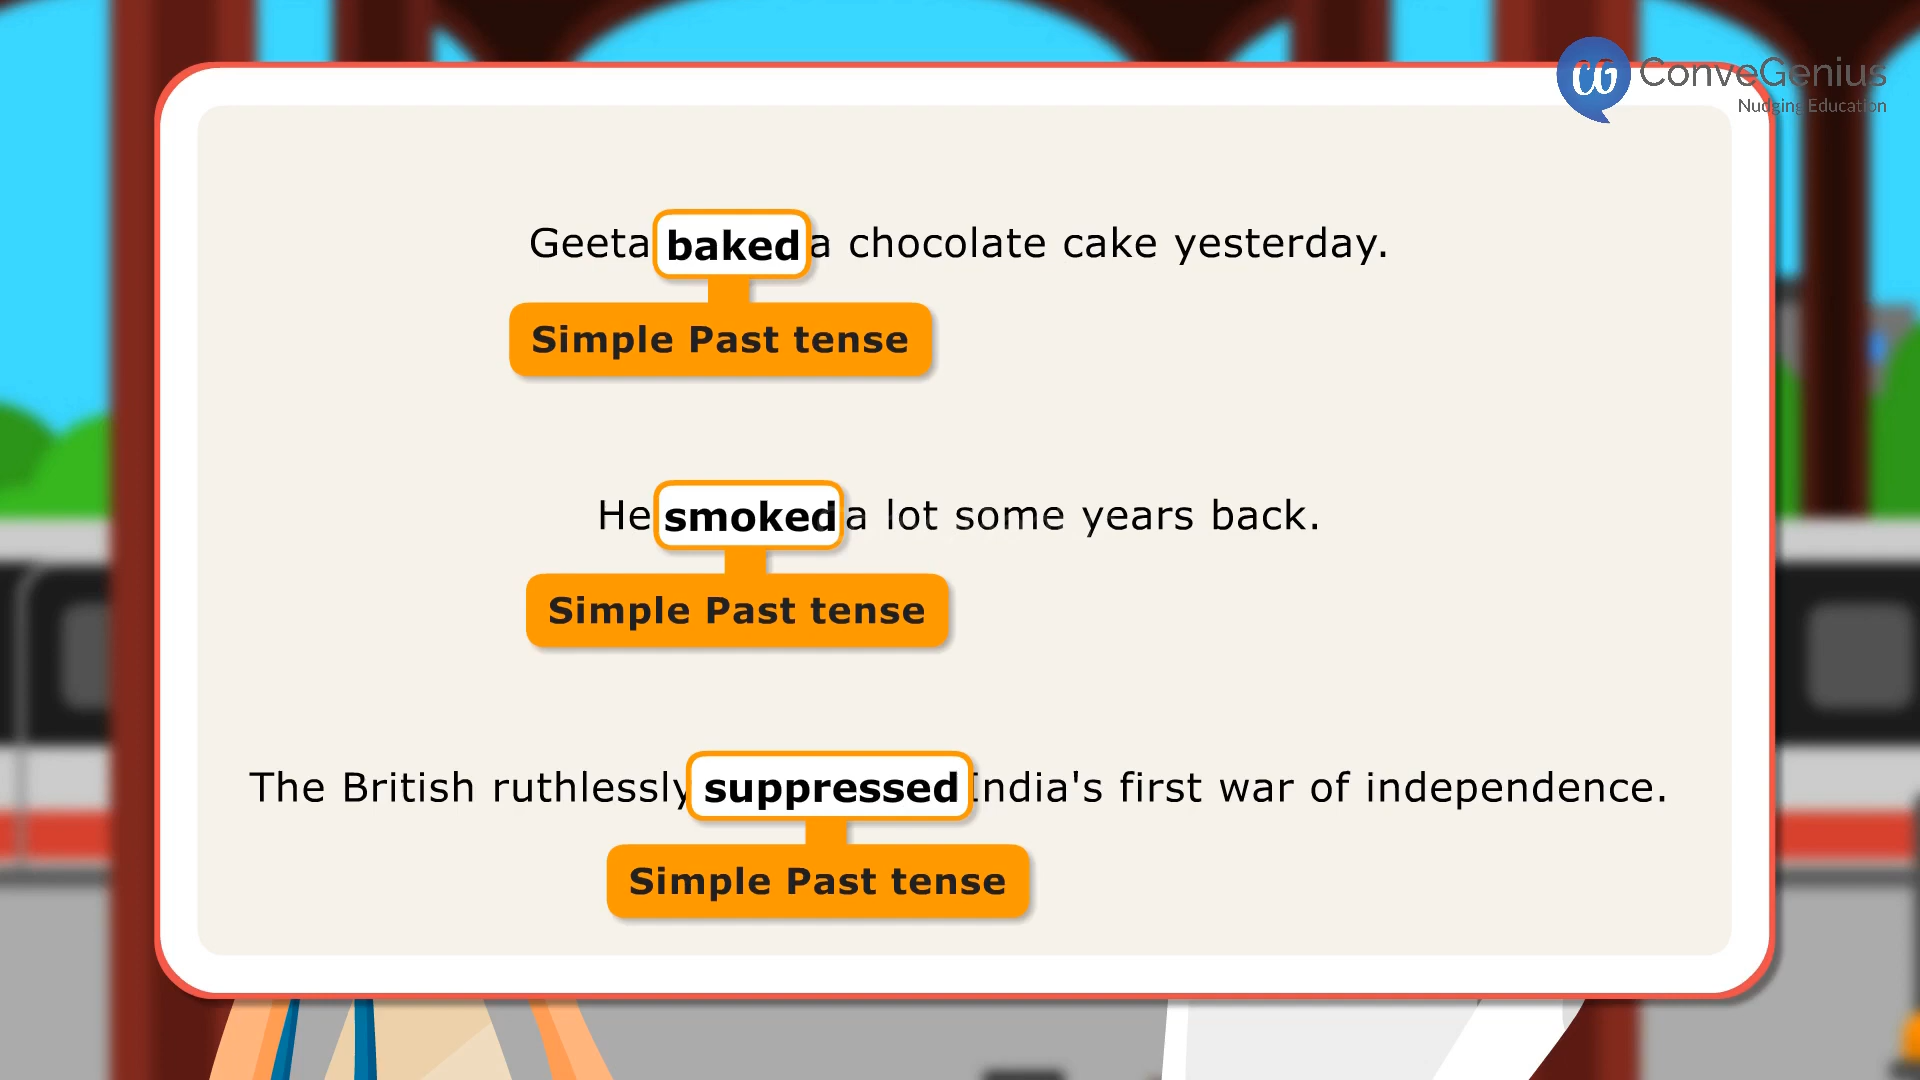 CG ConveGenius
Nudging Education
Geeta baked a chocolate cake yesterday.
Simple Past tense
He smoked a lot some years back.
Simple Past tense
The British ruthlessly suppressed India's first war of independence.
Simple Past tense